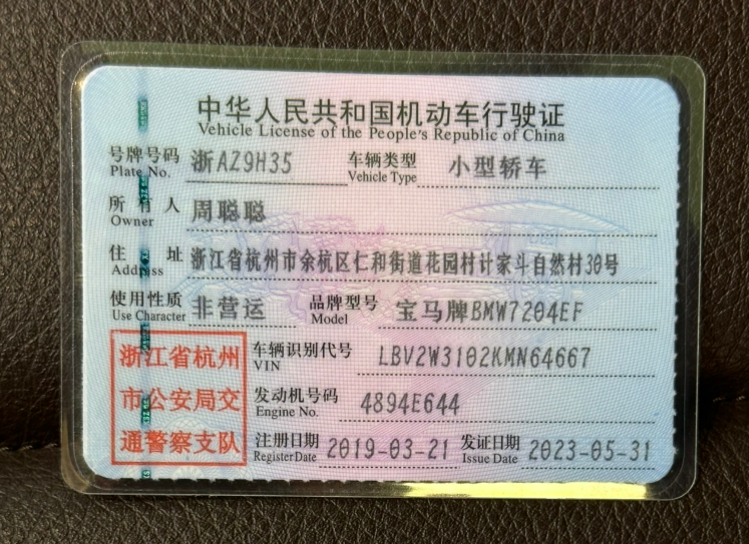 中华人民共和国机动车行驶证
Vehicle License of the People's Republic of China
号牌号码 浙AZ9H35 车辆类型 小型轿车
Plate No. Vehicle Type
所有人 周聪聪
Owner
住址 浙江省杭州市余杭区仁和街道花园村计家斗自然村30号
Address
使用性质 非营运 品牌型号 宝马牌BMW7204EF
Use Character Model
浙江省杭州 车辆识别代号 LBV2W3102KMN64667
VIN
市公安局交 发动机号码 4894E644
Engine No.
通警察支队 注册日期 2019-03-21 发证日期 2023-05-31
Register Date Issue Date